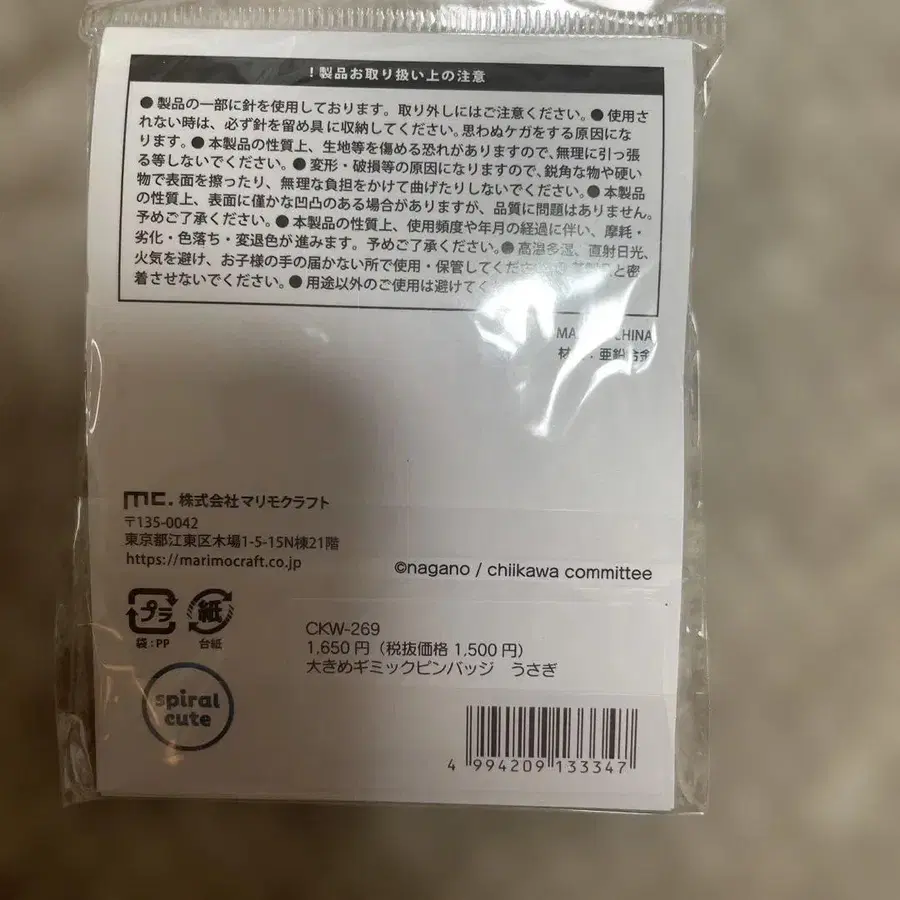 ！製品お取り扱い上の注意
●製品の一部に針を使用しております。取り外しにはご注意ください。●使用さ
れない時は、必ず針を留め具に収納してください。思わぬケガをする原因にな
ります。●本製品の性質上、生地等を傷める恐れがありますので、無理に引っ張
る等しないでください。●変形・破損等の原因になりますので、鋭角な物や硬い
物で表面を擦ったり、無理な負担をかけて曲げたりしないでください。●本製品
の性質上、表面に僅かな凹凸のある場合がありますが、品質に問題はありません。
予めご了承ください。●本製品の性質上、使用頻度や年月の経過に伴い、摩耗・
劣化・色落ち・変退色が進みます。予めご了承ください。●高温多湿、直射日光、
火気を避け、お子様の手の届かない所で使用・保管してくだ と密
着させないでください。●用途以外のご使用は避けてく
CHINA
亜鉛合金
mc. 株式会社マリモクラフト
〒135-0042
東京都江東区木場1-5-15N棟21階
https://marimocraft.co.jp
©nagano / chiikawa committee
プラ 紙
袋：PP 台紙
CKW-269
1,650円（税抜価格 1,500円）
大きめギミックピンバッジ うさぎ
spiral
cute
4 994209 133347